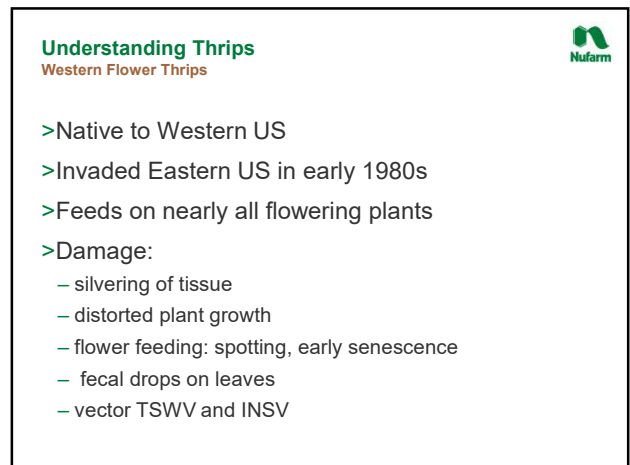 Understanding Thrips
Western Flower Thrips
Nufarm
>Native to Western US
>Invaded Eastern US in early 1980s
>Feeds on nearly all flowering plants
>Damage:
– silvering of tissue
– distorted plant growth
– flower feeding: spotting, early senescence
– fecal drops on leaves
– vector TSWV and INSV